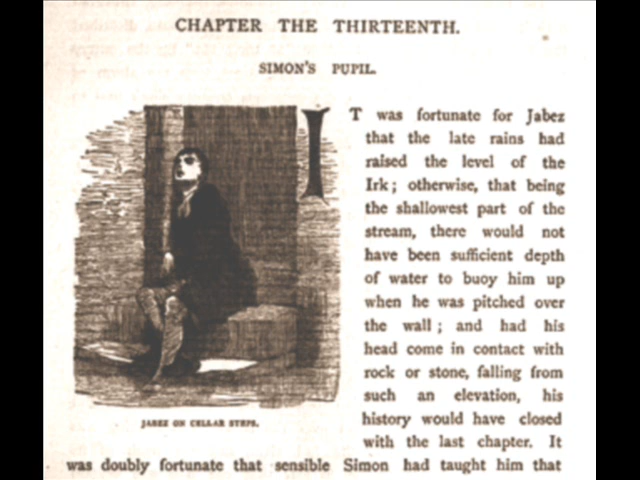 CHAPTER THE THIRTEENTH.
SIMON'S PUPIL.
IT was fortunate for Jabez
that the late rains had
raised the level of the
Irk; otherwise, that being
the shallowest part of the
stream, there would not
have been sufficient depth
of water to buoy him up
when he was pitched over
the wall; and had his
head come in contact with
rock or stone, falling from
such an elevation, his
history would have closed
with the last chapter. It
was doubly fortunate that sensible Simon had taught him that
JABEZ ON CELLAR STEPS.